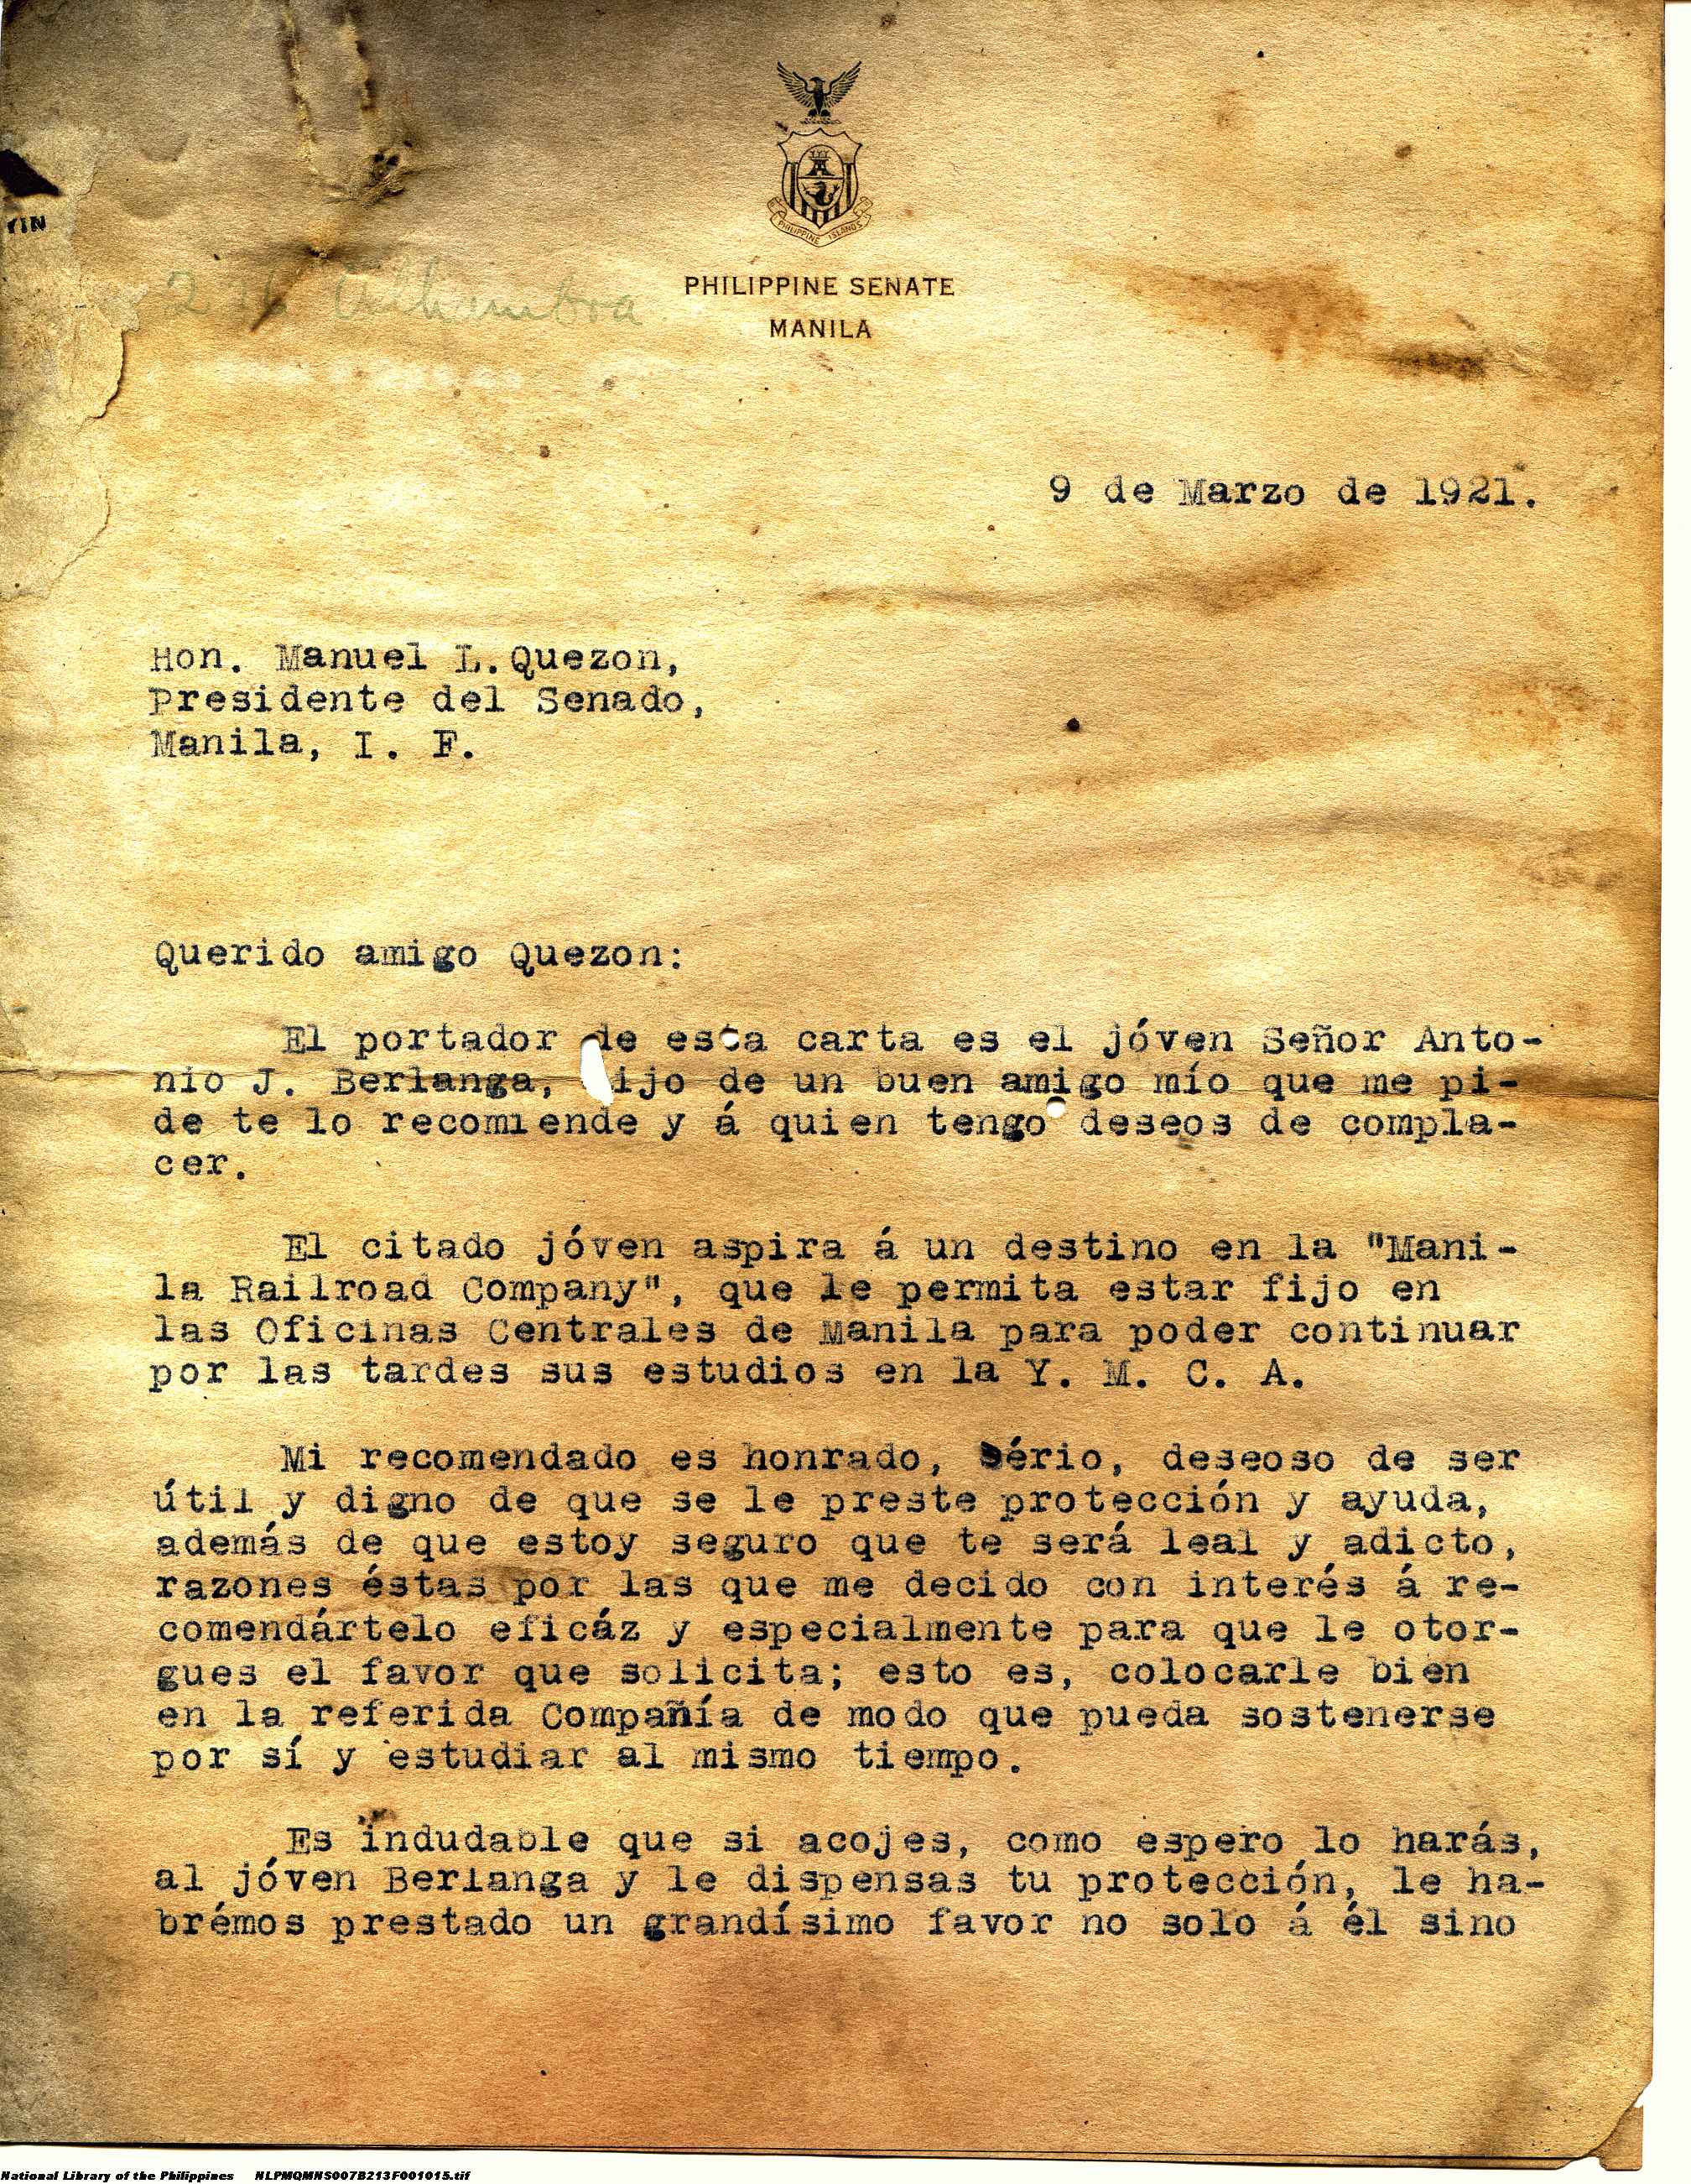 PHILIPPINE ISLANDS
Alhambra
PHILIPPINE SENATE
MANILA
9 de Marzo de 1921.
Hon. Manuel L. Quezon,
Presidente del Senado,
Manila, I. F.
Querido amigo Quezon:
El portador de esta carta es el jóven Señor Anto-
nio J. Berlanga, hijo de un buen amigo mío que me pi-
de te lo recomiende y á quien tengo deseos de compla-
cer.
El citado jóven aspira á un destino en la "Mani-
la Railroad Company", que le permita estar fijo en
las Oficinas Centrales de Manila para poder continuar
por las tardes sus estudios en la Y. M. C. A.
Mi recomendado es honrado, sério, deseoso de ser
útil y digno de que se le preste protección y ayuda,
además de que estoy seguro que te será leal y adicto,
razones éstas por las que me decido con interés á re-
comendártelo eficáz y especialmente para que le otor-
gues el favor que solicita; esto es, colocarle bien
en la referida Compañía de modo que pueda sostenerse
por sí y estudiar al mismo tiempo.
Es indudable que si acojes, como espero lo harás,
al jóven Berlanga y le dispensas tu protección, le ha-
brémos prestado un grandísimo favor no solo á él sino
National Library of the Philippines NLPMQMNS007B213F001015.tif